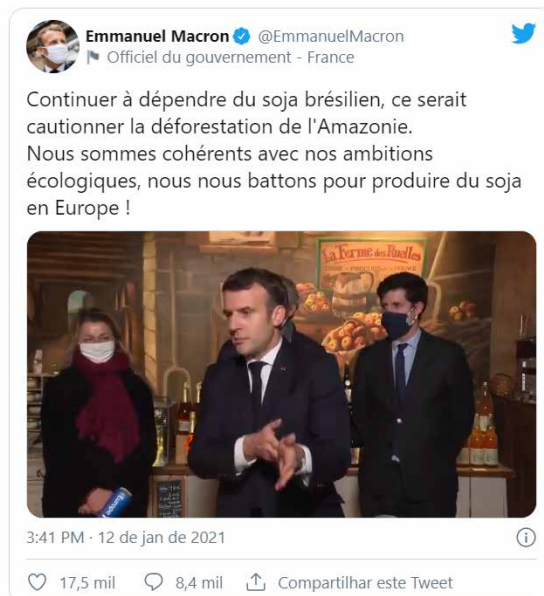 Emmanuel Macron @EmmanuelMacron
Officiel du gouvernement - France
Continuer à dépendre du soja brésilien, ce serait
cautionner la déforestation de l'Amazonie.
Nous sommes cohérents avec nos ambitions
écologiques, nous nous battons pour produire du soja
en Europe !
La Ferme des Ruelles
Europe 1
3:41 PM · 12 de jan de 2021
17,5 mil 8,4 mil Compartilhar este Tweet